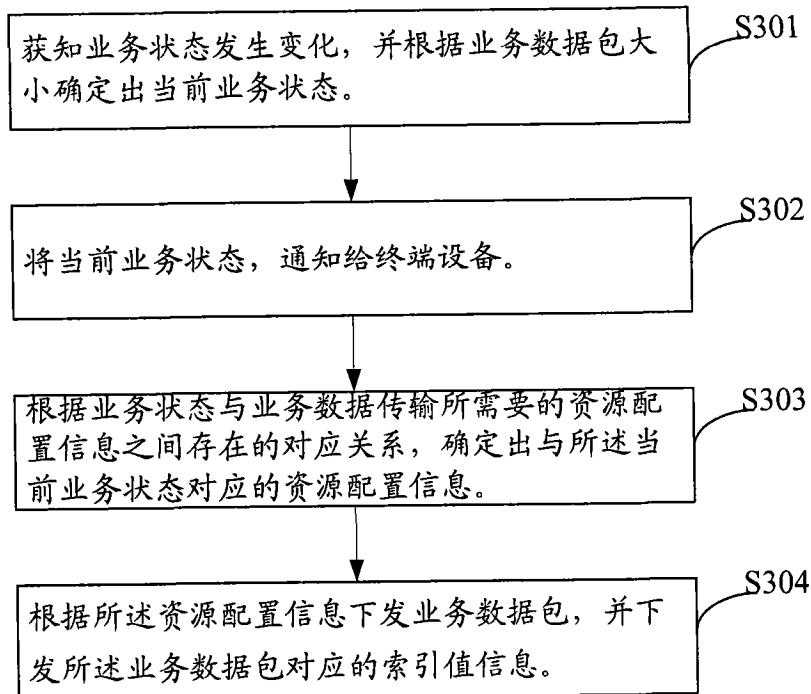 获知业务状态发生变化，并根据业务数据包大
小确定出当前业务状态。
S301
将当前业务状态，通知给终端设备。
S302
根据业务状态与业务数据传输所需要的资源配
置信息之间存在的对应关系，确定出与所述当
前业务状态对应的资源配置信息。
S303
根据所述资源配置信息下发业务数据包，并下
发所述业务数据包对应的索引值信息。
S304